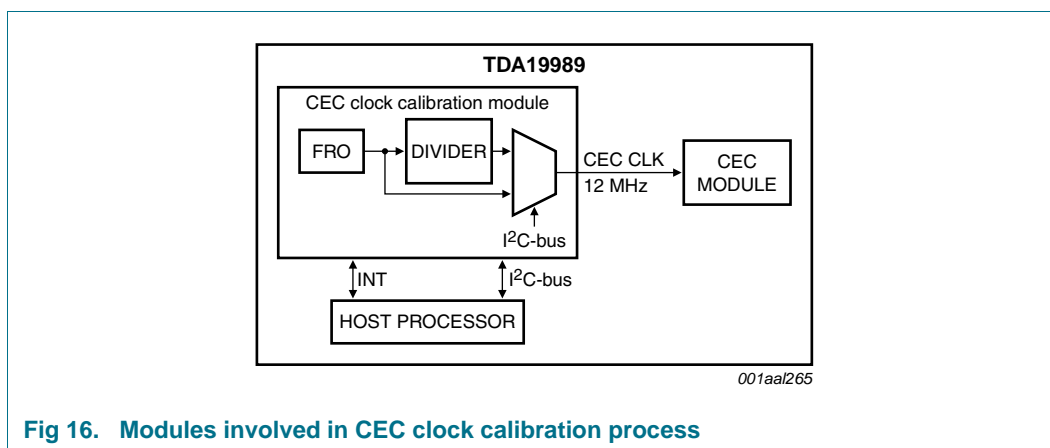 TDA19989
CEC clock calibration module
FRO
DIVIDER
CEC CLK
12 MHz
CEC
MODULE
I²C-bus
INT
I²C-bus
HOST PROCESSOR
001aal265
Fig 16. Modules involved in CEC clock calibration process